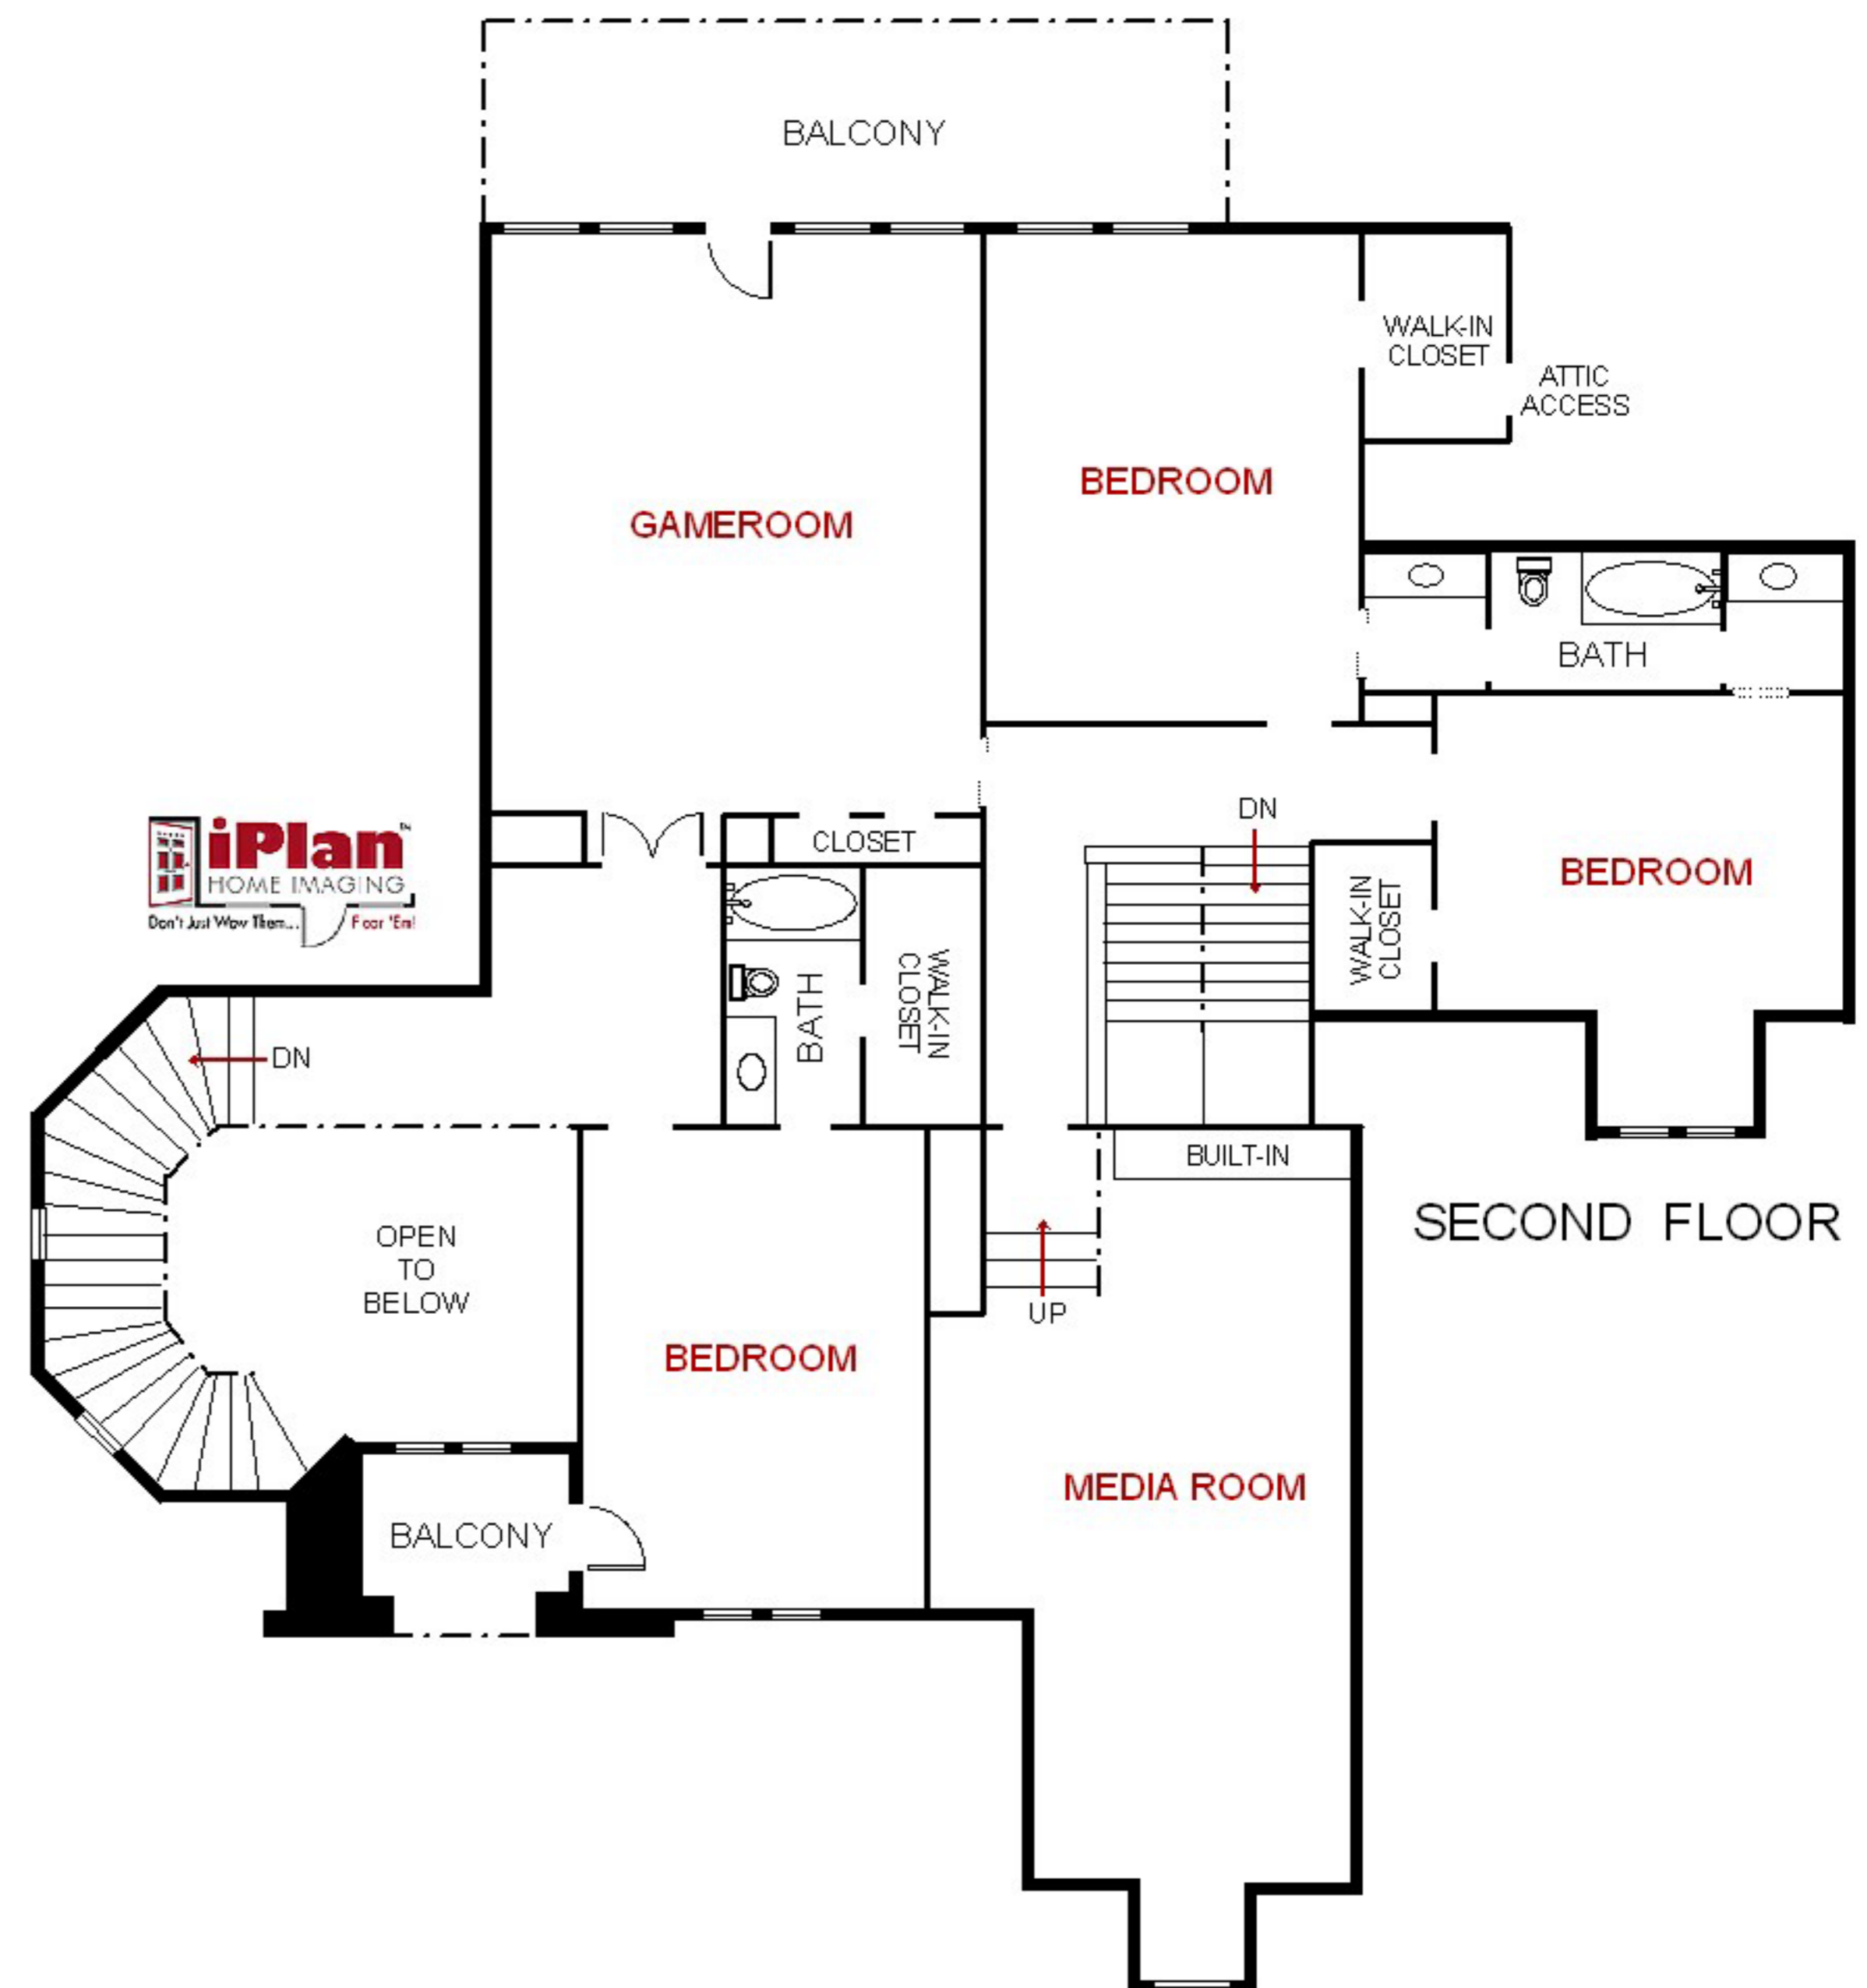 BALCONY
WALK-IN
CLOSET
ATTIC
ACCESS
BEDROOM
GAMEROOM
BATH
DN
iPlan
HOME IMAGING
Don't Just Wow Them...
Floor 'Em!
CLOSET
BEDROOM
WALK-IN
CLOSET
WALK-IN
CLOSET
BATH
DN
BUILT-IN
SECOND FLOOR
OPEN
TO
BELOW
UP
BEDROOM
MEDIA ROOM
BALCONY